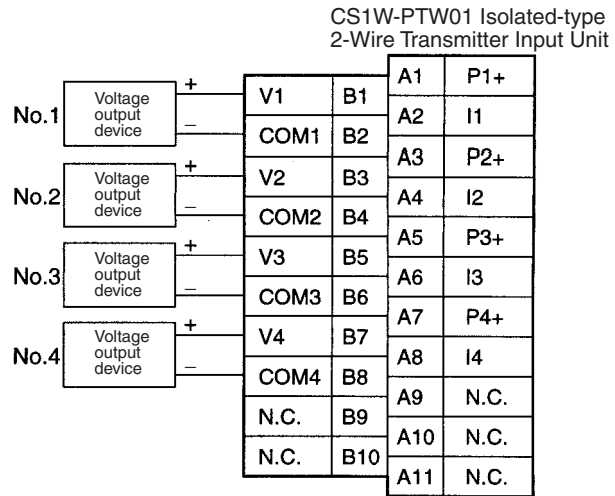 CS1W-PTW01 Isolated-type
2-Wire Transmitter Input Unit
A1 P1+
No.1 Voltage output device + − V1 B1
A2 I1
COM1 B2
A3 P2+
No.2 Voltage output device + − V2 B3
A4 I2
COM2 B4
A5 P3+
No.3 Voltage output device + − V3 B5
A6 I3
COM3 B6
A7 P4+
No.4 Voltage output device + − V4 B7
A8 I4
COM4 B8
A9 N.C.
N.C. B9
A10 N.C.
N.C. B10
A11 N.C.